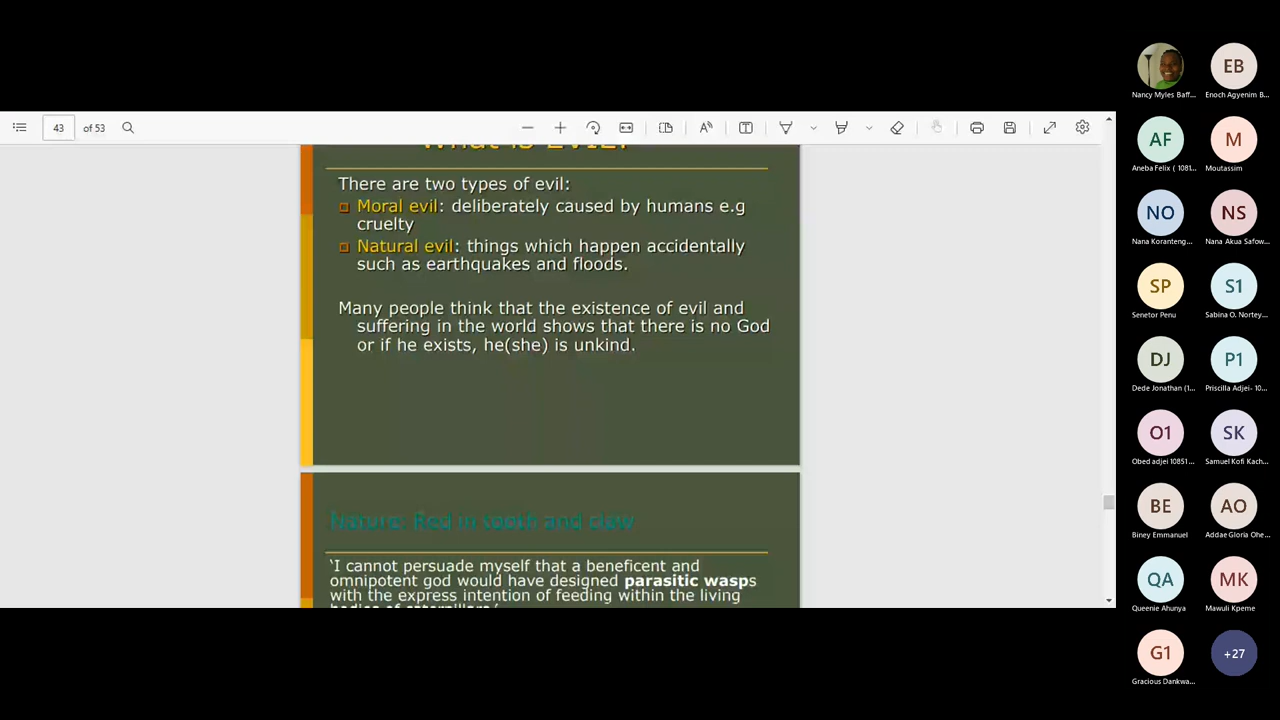 43 of 53
What is EVIL?
There are two types of evil:
Moral evil: deliberately caused by humans e.g
cruelty
Natural evil: things which happen accidentally
such as earthquakes and floods.
Many people think that the existence of evil and
suffering in the world shows that there is no God
or if he exists, he(she) is unkind.
Nature: Red in tooth and claw
‘I cannot persuade myself that a beneficent and
omnipotent god would have designed parasitic wasps
with the express intention of feeding within the living
bodies of caterpillars’
EB
Nancy Myles Baff... Enoch Agyenim B...
AF M
Aneba Felix ( 1081... Moutassim
NO NS
Nana Koranteng... Nana Akua Safow...
SP S1
Senetor Penu Sabina O. Nortey...
DJ P1
Dede Jonathan (1... Priscilla Adjei- 10...
O1 SK
Obed adjei 10851... Samuel Kofi Kach...
BE AO
Biney Emmanuel Addae Gloria Ohe...
QA MK
Queenie Ahunya Mawuli Kpeme
G1 +27
Gracious Dankwa...